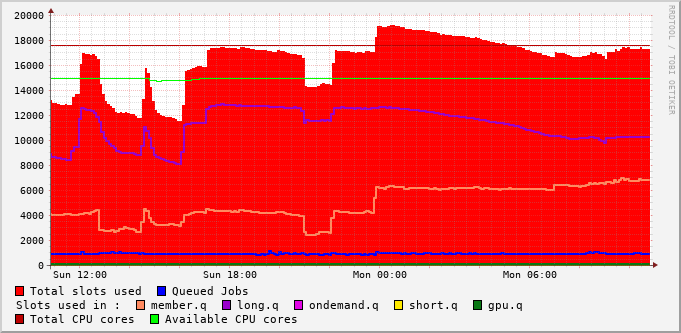 RRDTOOL / TOBI OETIKER
20000
18000
16000
14000
12000
10000
8000
6000
4000
2000
0
Sun 12:00 Sun 18:00 Mon 00:00 Mon 06:00
Total slots used Queued Jobs
Slots used in : member.q long.q ondemand.q short.q gpu.q
Total CPU cores Available CPU cores